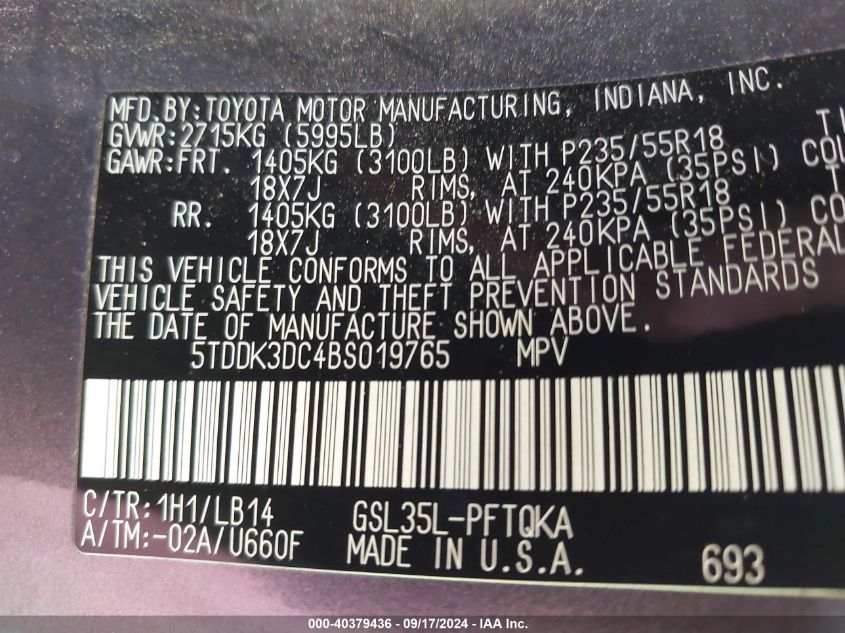 MFD. BY: TOYOTA MOTOR MANUFACTURING, INDIANA, INC.
GVWR: 2715KG (5995LB)
GAWR: FRT. 1405KG (3100LB) WITH P235/55R18
18X7J RIMS, AT 240KPA (35PSI)
RR. 1405KG (3100LB) WITH P235/55R18
18X7J RIMS, AT 240KPA (35PSI)
THIS VEHICLE CONFORMS TO ALL APPLICABLE FEDERAL
VEHICLE SAFETY AND THEFT PREVENTION STANDARDS
THE DATE OF MANUFACTURE SHOWN ABOVE.
5TDDK3DC4BS019765 MPV
C/TR: 1H1/LB14 GSL35L-PFTQKA
A/TM: -02A/U660F MADE IN U.S.A. 693
000-40379436 - 09/17/2024 - IAA Inc.